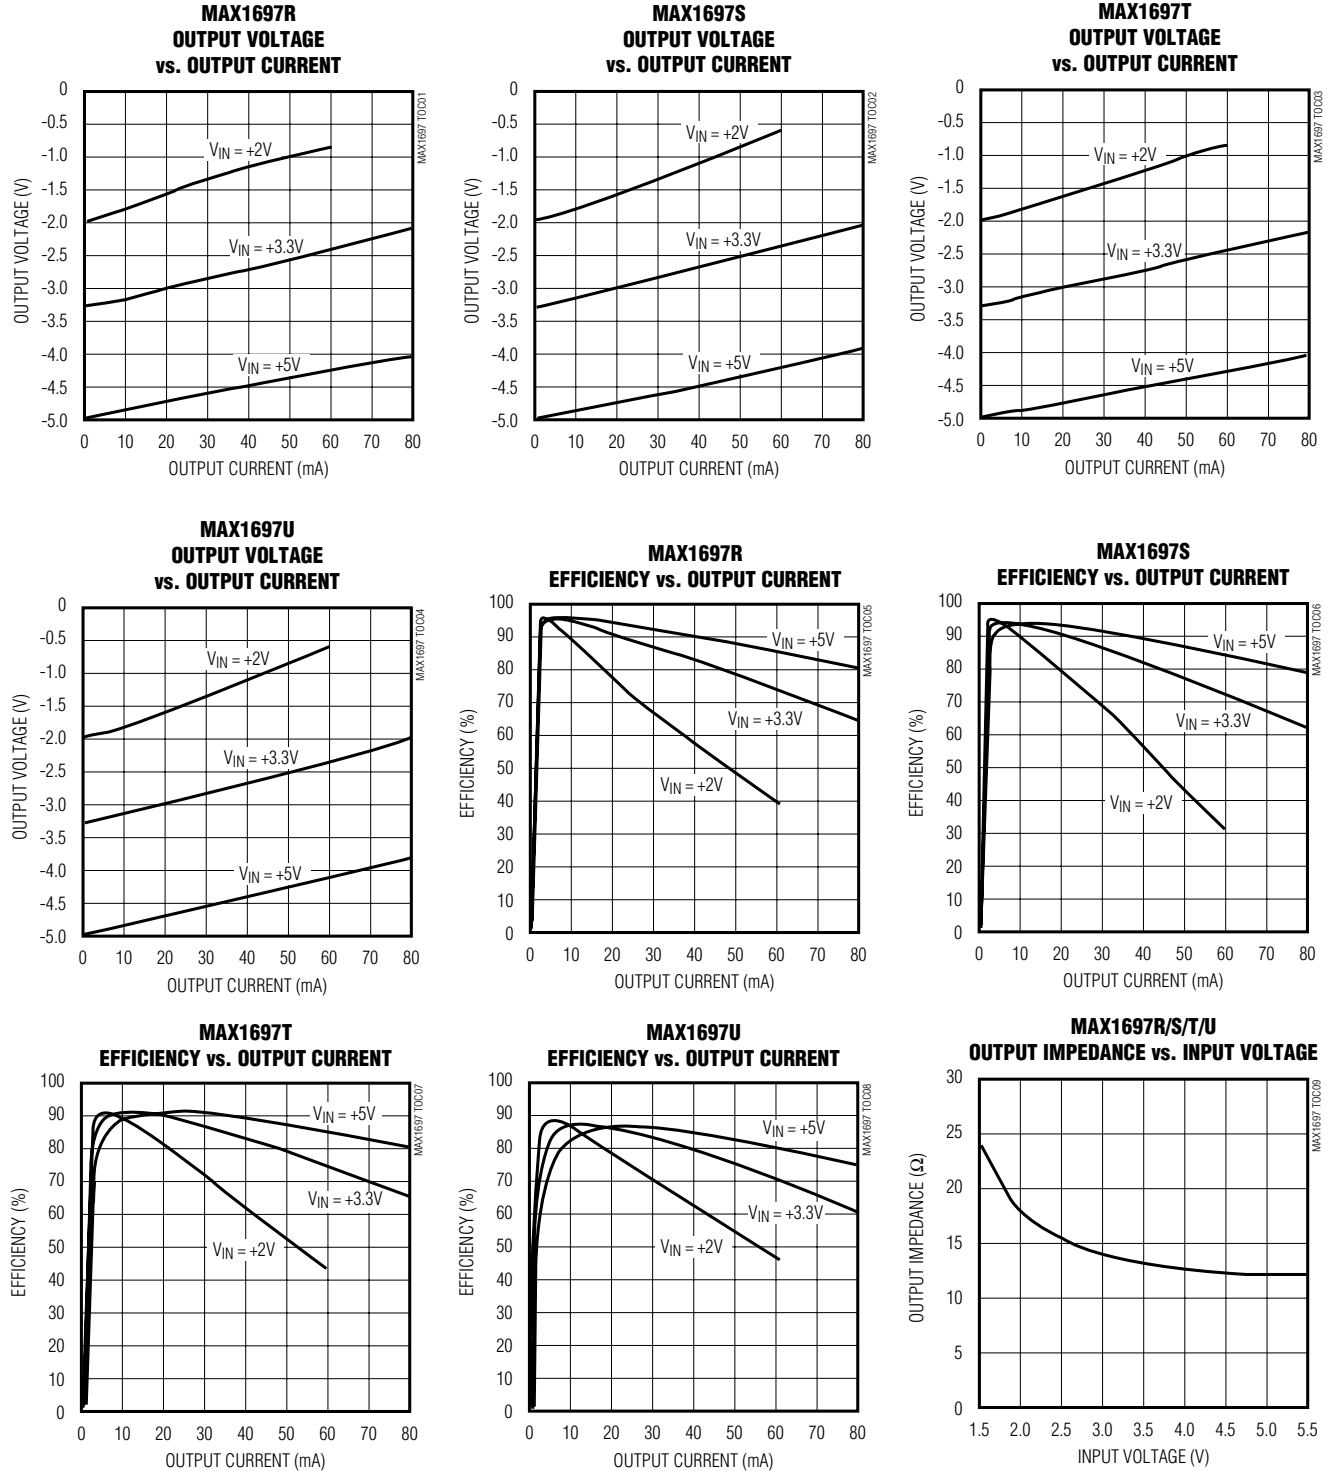 MAX1697R
OUTPUT VOLTAGE
vs. OUTPUT CURRENT
0
-0.5
-1.0
-1.5
-2.0
-2.5
-3.0
-3.5
-4.0
-4.5
-5.0
OUTPUT VOLTAGE (V)
VIN = +2V
VIN = +3.3V
VIN = +5V
MAX1697 TOC01
0 10 20 30 40 50 60 70 80
OUTPUT CURRENT (mA)
MAX1697S
OUTPUT VOLTAGE
vs. OUTPUT CURRENT
0
-0.5
-1.0
-1.5
-2.0
-2.5
-3.0
-3.5
-4.0
-4.5
-5.0
OUTPUT VOLTAGE (V)
VIN = +2V
VIN = +3.3V
VIN = +5V
MAX1697 TOC02
0 10 20 30 40 50 60 70 80
OUTPUT CURRENT (mA)
MAX1697T
OUTPUT VOLTAGE
vs. OUTPUT CURRENT
0
-0.5
-1.0
-1.5
-2.0
-2.5
-3.0
-3.5
-4.0
-4.5
-5.0
OUTPUT VOLTAGE (V)
VIN = +2V
VIN = +3.3V
VIN = +5V
MAX1697 TOC03
0 10 20 30 40 50 60 70 80
OUTPUT CURRENT (mA)
MAX1697U
OUTPUT VOLTAGE
vs. OUTPUT CURRENT
0
-0.5
-1.0
-1.5
-2.0
-2.5
-3.0
-3.5
-4.0
-4.5
-5.0
OUTPUT VOLTAGE (V)
VIN = +2V
VIN = +3.3V
VIN = +5V
MAX1697 TOC04
0 10 20 30 40 50 60 70 80
OUTPUT CURRENT (mA)
MAX1697R
EFFICIENCY vs. OUTPUT CURRENT
100
90
80
70
60
50
40
30
20
10
0
EFFICIENCY (%)
VIN = +5V
VIN = +3.3V
VIN = +2V
MAX1697 TOC05
0 10 20 30 40 50 60 70 80
OUTPUT CURRENT (mA)
MAX1697S
EFFICIENCY vs. OUTPUT CURRENT
100
90
80
70
60
50
40
30
20
10
0
EFFICIENCY (%)
VIN = +5V
VIN = +3.3V
VIN = +2V
MAX1697 TOC06
0 10 20 30 40 50 60 70 80
OUTPUT CURRENT (mA)
MAX1697T
EFFICIENCY vs. OUTPUT CURRENT
100
90
80
70
60
50
40
30
20
10
0
EFFICIENCY (%)
VIN = +5V
VIN = +3.3V
VIN = +2V
MAX1697 TOC07
0 10 20 30 40 50 60 70 80
OUTPUT CURRENT (mA)
MAX1697U
EFFICIENCY vs. OUTPUT CURRENT
100
90
80
70
60
50
40
30
20
10
0
EFFICIENCY (%)
VIN = +5V
VIN = +3.3V
VIN = +2V
MAX1697 TOC08
0 10 20 30 40 50 60 70 80
OUTPUT CURRENT (mA)
MAX1697R/S/T/U
OUTPUT IMPEDANCE vs. INPUT VOLTAGE
30
25
20
15
10
5
0
OUTPUT IMPEDANCE (Ω)
MAX1697 TOC09
1.5 2.0 2.5 3.0 3.5 4.0 4.5 5.0 5.5
INPUT VOLTAGE (V)